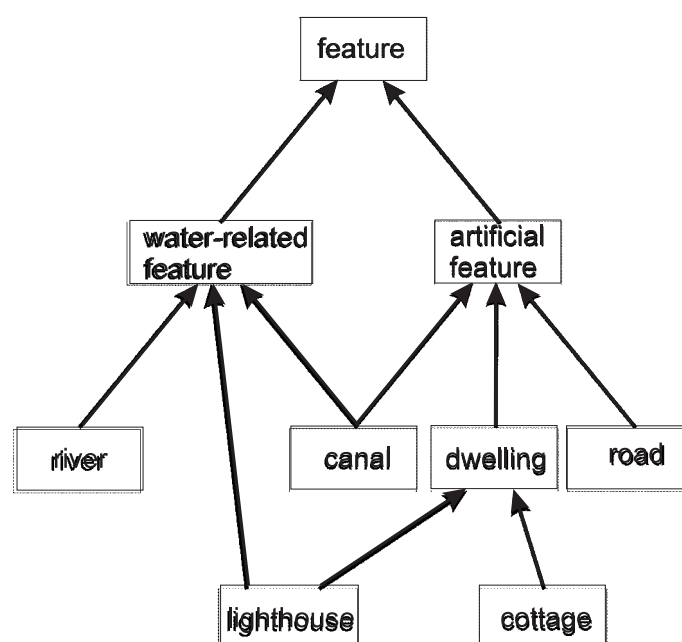 feature
water-related
feature
artificial
feature
river
canal
dwelling
road
lighthouse
cottage